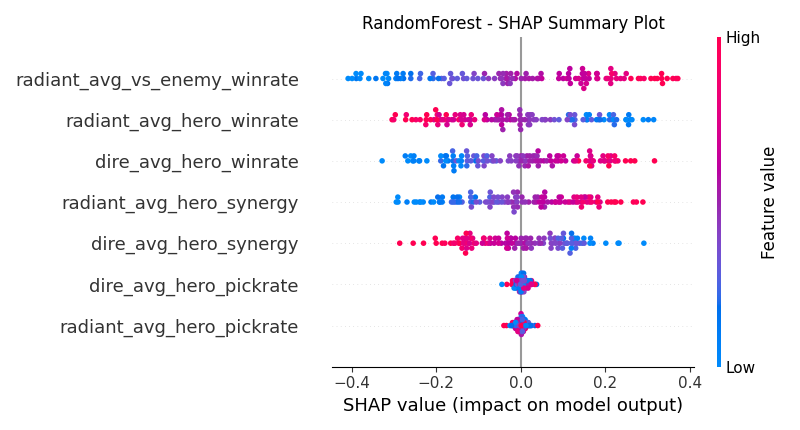 RandomForest - SHAP Summary Plot
High
radiant_avg_vs_enemy_winrate
radiant_avg_hero_winrate
dire_avg_hero_winrate
radiant_avg_hero_synergy
dire_avg_hero_synergy
dire_avg_hero_pickrate
radiant_avg_hero_pickrate
Feature value
Low
−0.4 −0.2 0.0 0.2 0.4
SHAP value (impact on model output)